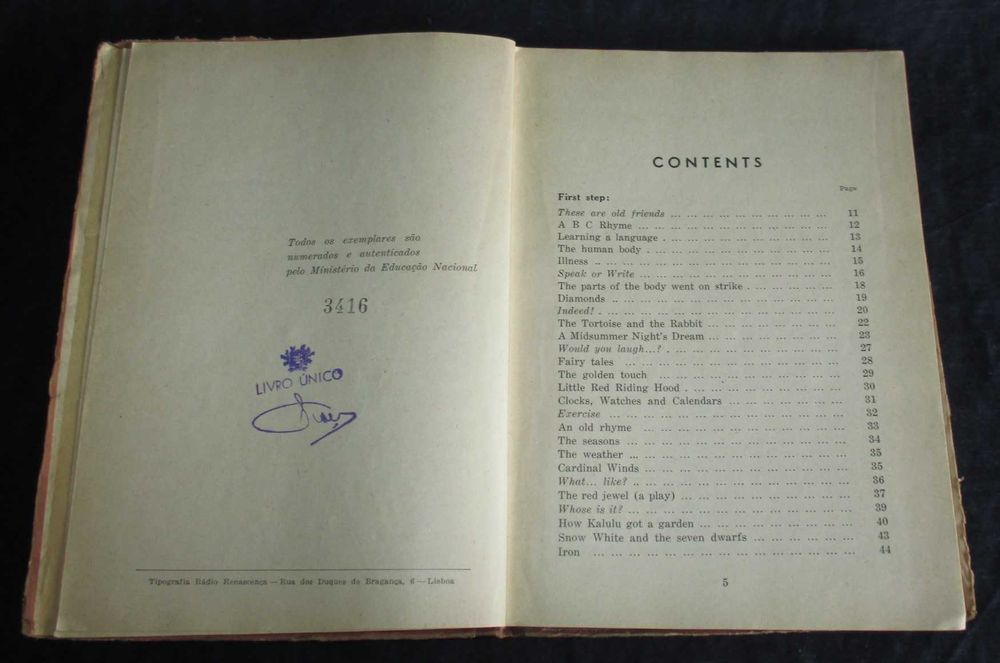 Todos os exemplares são
numerados e autenticados
pelo Ministério da Educação Nacional
3416
LIVRO ÚNICO
Tipografia Rádio Renascença — Rua dos Duques de Bragança, 6 — Lisboa
CONTENTS
Page
First step:
These are old friends ... ... ... ... ... ... ... ... ... ... 11
A B C Rhyme ... ... ... ... ... ... ... ... ... ... ... ... 12
Learning a language . ... ... ... ... ... ... ... ... ... ... 13
The human body . ... ... ... ... ... ... ... ... ... ... ... 14
Illness .. ... ... ... ... ... ... ... ... ... ... ... ... ... 15
Speak or Write ... ... ... ... ... ... ... ... ... ... ... ... 16
The parts of the body went on strike . ... ... ... ... ... 18
Diamonds .. ... ... ... ... ... ... ... ... ... ... ... ... ... 19
Indeed! . ... ... ... ... ... ... ... ... ... ... ... ... ... ... 20
The Tortoise and the Rabbit ... ... ... ... ... ... ... ... 22
A Midsummer Night's Dream ... ... ... ... ... ... ... ... 23
Would you laugh...? . ... ... ... ... ... ... ... ... ... ... 27
Fairy tales ... ... ... ... ... ... ... ... ... ... ... ... ... 28
The golden touch ... ... ... ... ... ... ... ... ... ... ... 29
Little Red Riding Hood . ... ... ... ... ... ... ... ... ... 30
Clocks, Watches and Calendars ... ... ... ... ... ... ... 31
Exercise ... ... ... ... ... ... ... ... ... ... ... ... ... ... 32
An old rhyme ... ... ... ... ... ... ... ... ... ... ... ... 33
The seasons ... ... ... ... ... ... ... ... ... ... ... ... ... 34
The weather ... ... ... ... ... ... ... ... ... ... ... ... ... 35
Cardinal Winds ... ... ... ... ... ... ... ... ... ... ... ... 35
What... like? .. ... ... ... ... ... ... ... ... ... ... ... ... 36
The red jewel (a play) ... ... ... ... ... ... ... ... ... ... 37
Whose is it? ... ... ... ... ... ... ... ... ... ... ... ... ... 39
How Kalulu got a garden ... ... ... ... ... ... ... ... ... 40
Snow White and the seven dwarfs ... ... ... ... ... ... 43
Iron ... ... ... ... ... ... ... ... ... ... ... ... ... ... ... 44
5